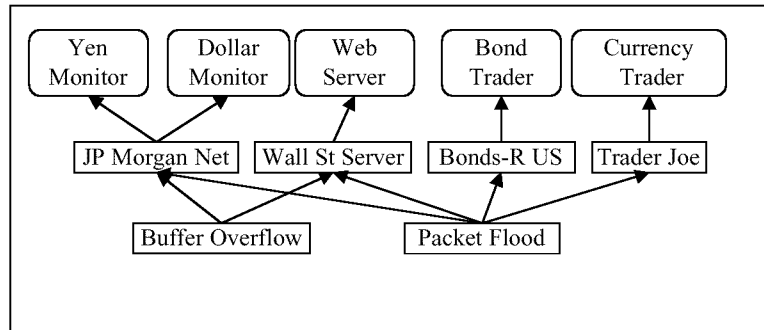 Yen
Monitor
Dollar
Monitor
Web
Server
Bond
Trader
Currency
Trader
JP Morgan Net
Wall St Server
Bonds-R US
Trader Joe
Buffer Overflow
Packet Flood